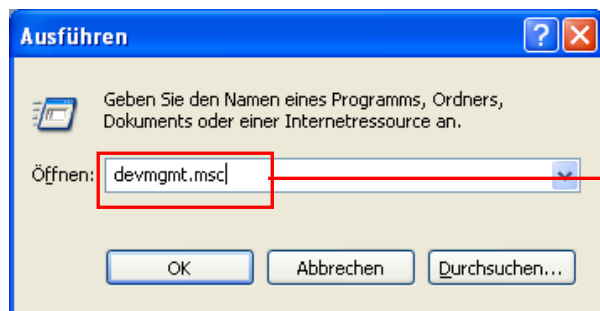 Ausführen
Geben Sie den Namen eines Programms, Ordners,
Dokuments oder einer Internetressource an.
Öffnen: devmgmt.msc
OK Abbrechen Durchsuchen...